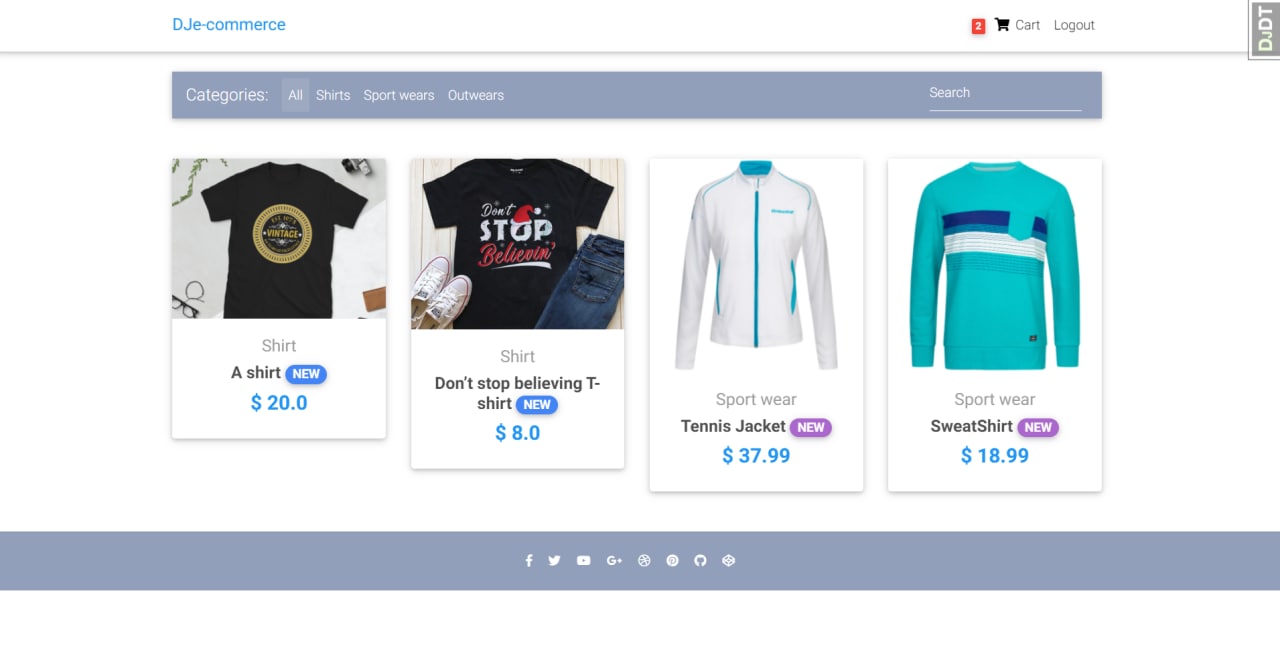 DJe-commerce
2 Cart Logout
DJDT
Categories: All Shirts Sport wears Outwears Search
EST. 1973
VINTAGE
Don't
STOP
Believin'
Shirt
A shirt NEW
$ 20.0
Shirt
Don’t stop believing T-
shirt NEW
$ 8.0
Sport wear
Tennis Jacket NEW
$ 37.99
Sport wear
SweatShirt NEW
$ 18.99